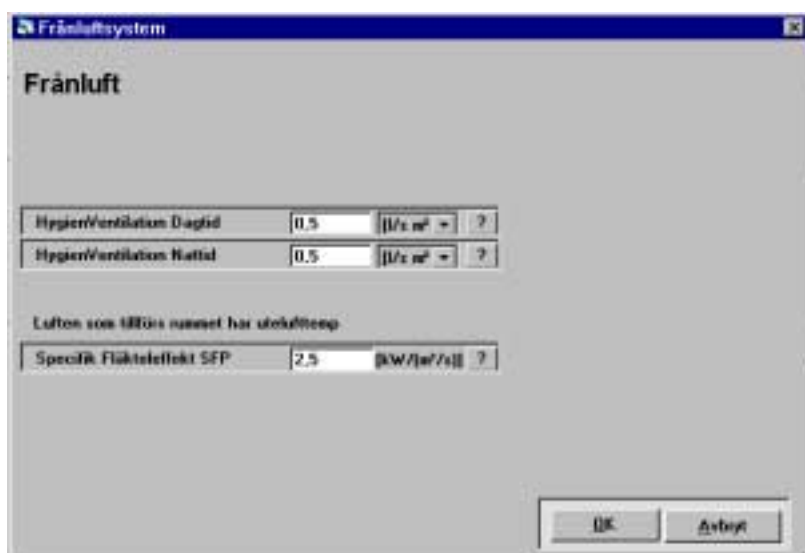 Frånluftsystem
Frånluft
HygienVentilation Dagtid 0,5 [l/s m² ?
HygienVentilation Nattid 0,5 [l/s m² ?
Luften som tillförs rummet har utelufttemp
Specifik Fläkteleffekt SFP 2,5 [kW/(m³/s)] ?
OK Avbryt